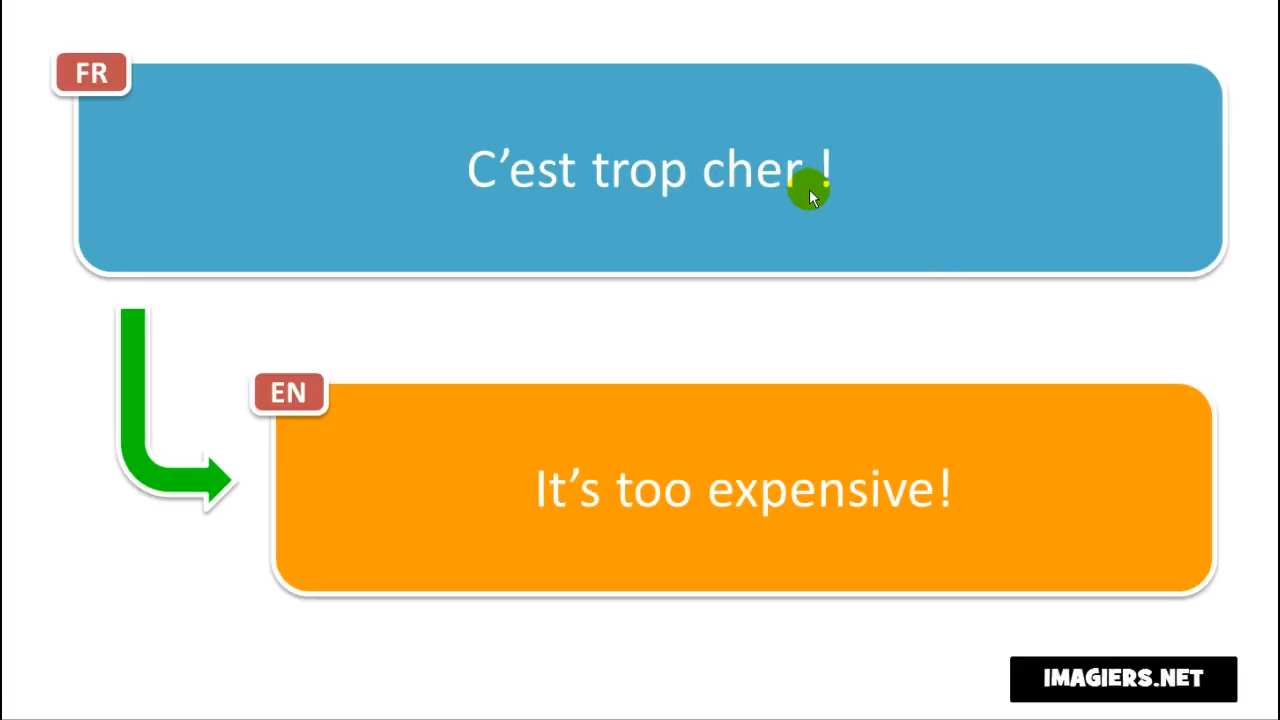 FR
C’est trop cher !
EN
It’s too expensive!
IMAGIERS.NET